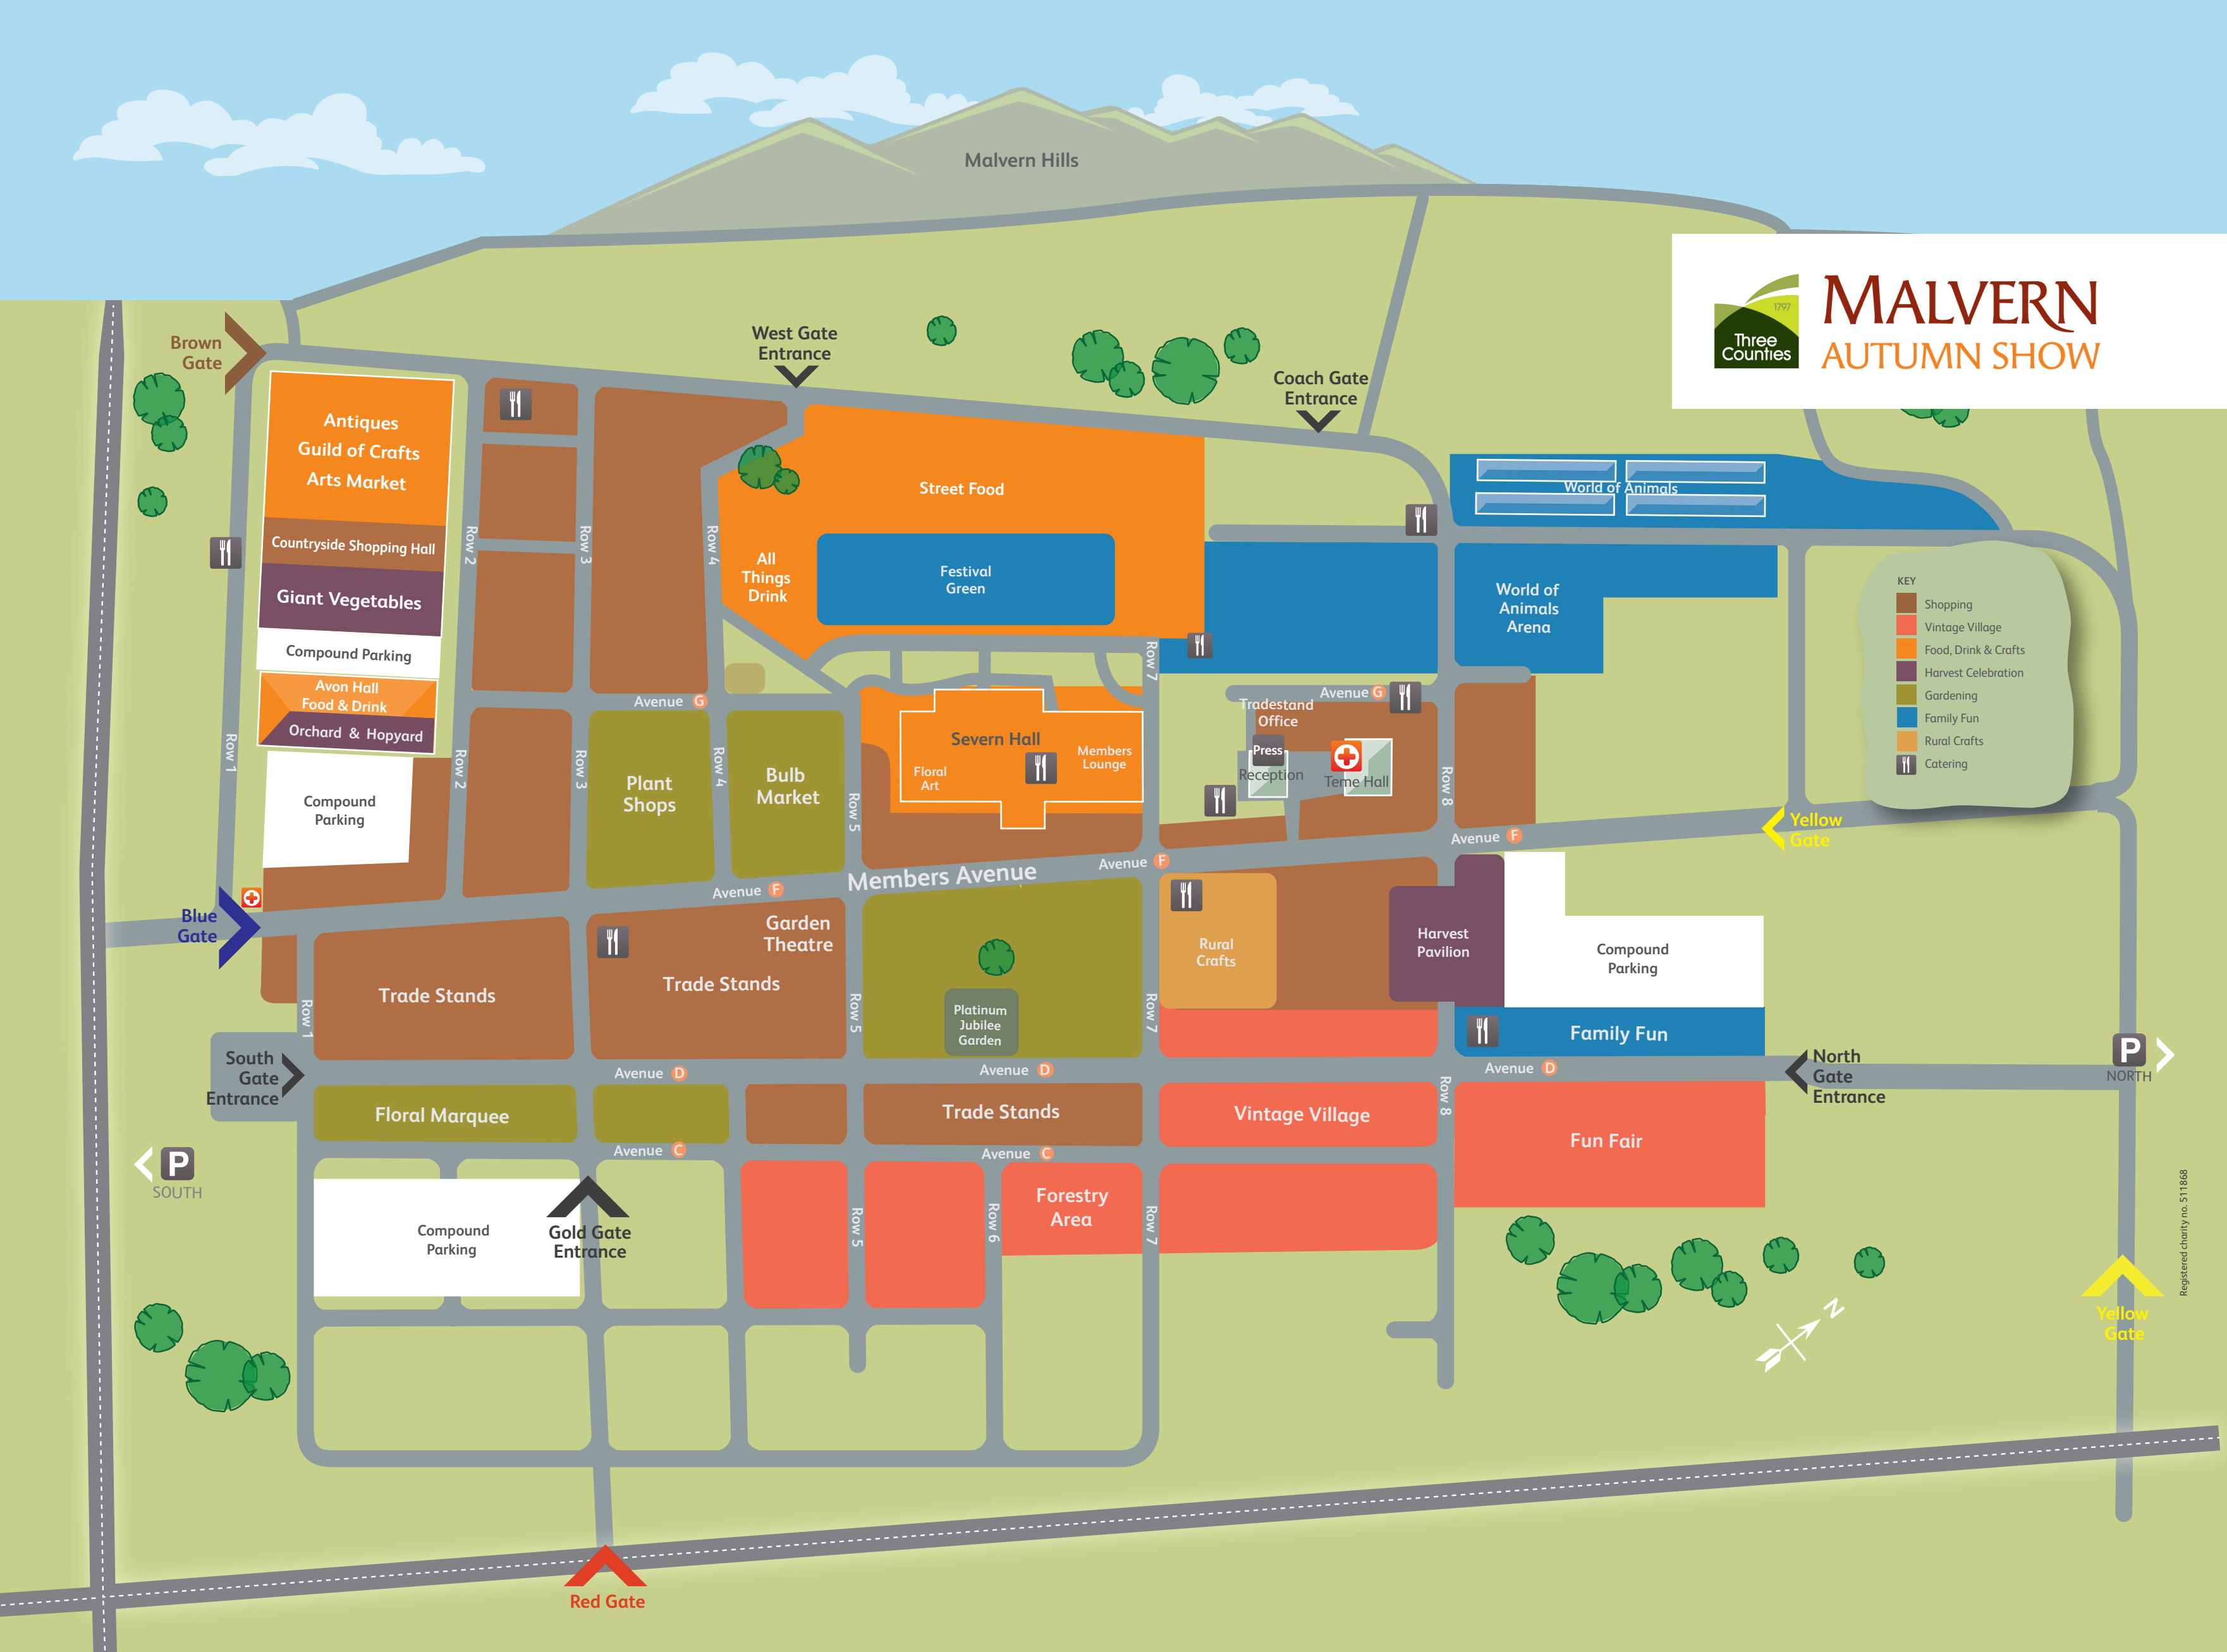 Malvern Hills
1797
Three
Counties
MALVERN
AUTUMN SHOW
Brown
Gate
West Gate
Entrance
Coach Gate
Entrance
Antiques
Guild of Crafts
Arts Market
Countryside Shopping Hall
Giant Vegetables
Compound Parking
Avon Hall
Food & Drink
Orchard & Hopyard
Compound
Parking
Row 1
Row 2
Row 2
Row 3
Row 3
Row 4
Row 4
Street Food
All
Things
Drink
Festival
Green
World of Animals
World of
Animals
Arena
Row 7
Avenue G
Avenue G
Tradestand
Office
Press
Reception
Teme Hall
Severn Hall
Floral
Art
Members
Lounge
Plant
Shops
Bulb
Market
Row 5
Row 8
KEY
Shopping
Vintage Village
Food, Drink & Crafts
Harvest Celebration
Gardening
Family Fun
Rural Crafts
Catering
Yellow
Gate
Avenue F
Avenue F
Avenue F
Members Avenue
Blue
Gate
Garden
Theatre
Trade Stands
Trade Stands
Row 1
Row 5
Platinum
Jubilee
Garden
Row 7
Rural
Crafts
Harvest
Pavilion
Compound
Parking
Family Fun
South
Gate
Entrance
Avenue D
Avenue D
Avenue D
North
Gate
Entrance
P
NORTH
Floral Marquee
Trade Stands
Vintage Village
Row 8
Fun Fair
Avenue C
Avenue C
P
SOUTH
Compound
Parking
Gold Gate
Entrance
Row 5
Row 6
Forestry
Area
Row 7
Registered charity no. 511868
N
Yellow
Gate
Red Gate